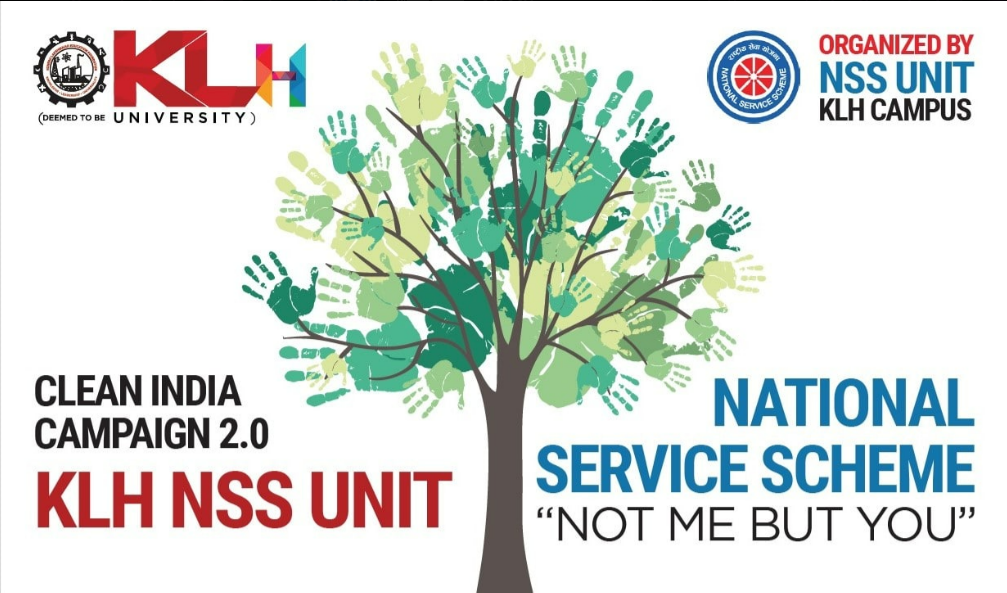 KLH
(DEEMED TO BE UNIVERSITY)
राष्ट्रीय सेवा योजना
NATIONAL SERVICE SCHEME
ORGANIZED BY
NSS UNIT
KLH CAMPUS
CLEAN INDIA
CAMPAIGN 2.0
KLH NSS UNIT
NATIONAL
SERVICE SCHEME
“NOT ME BUT YOU”